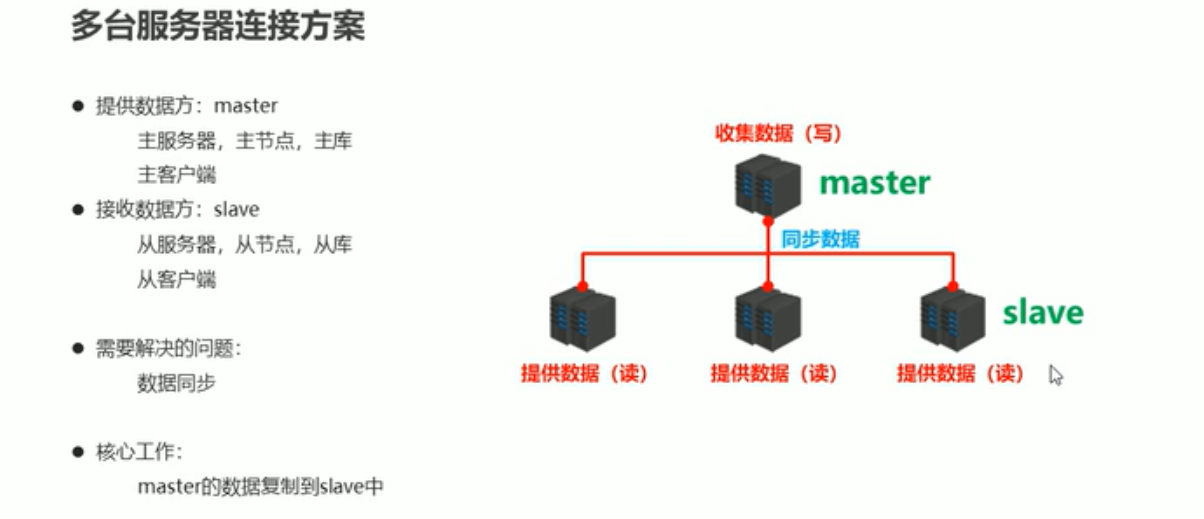 多台服务器连接方案
● 提供数据方：master
主服务器，主节点，主库
主客户端
● 接收数据方：slave
从服务器，从节点，从库
从客户端
● 需要解决的问题：
数据同步
● 核心工作：
master的数据复制到slave中
收集数据（写）
master
同步数据
slave
提供数据（读）
提供数据（读）
提供数据（读）